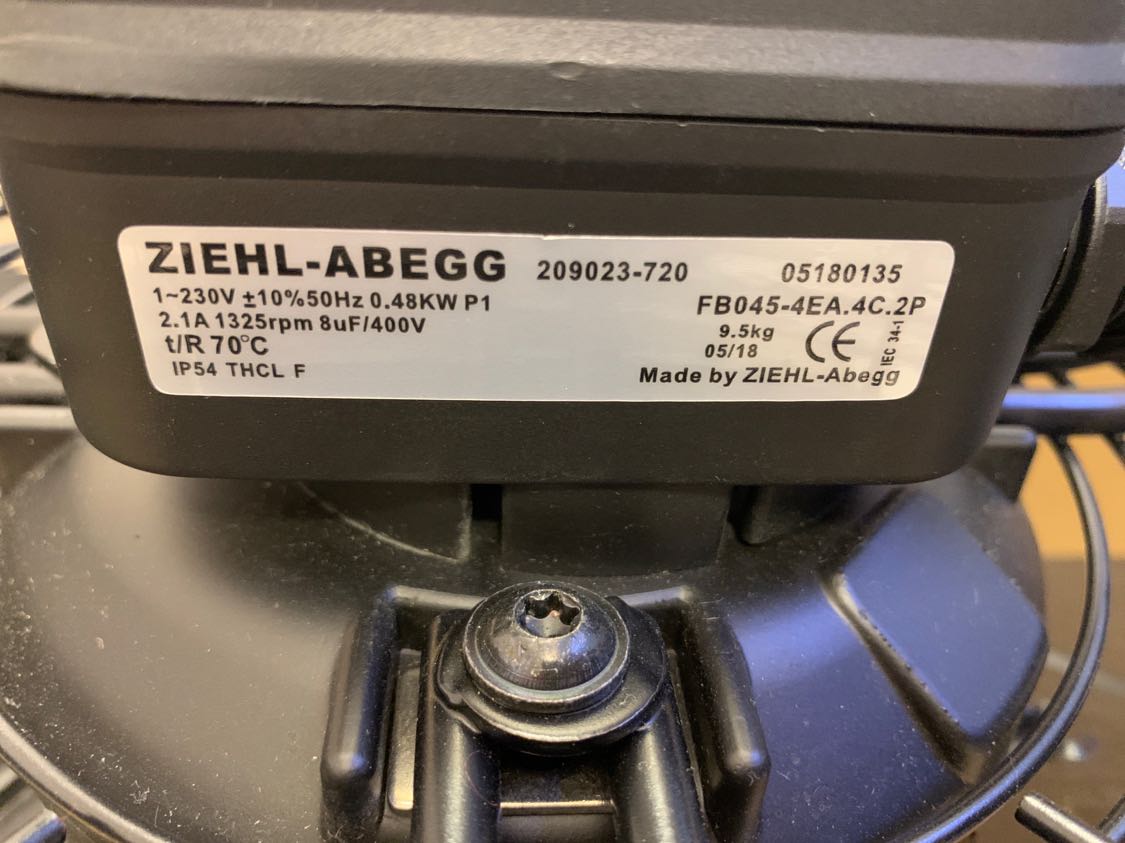 ZIEHL-ABEGG 209023-720 05180135
1~230V ±10%50Hz 0.48KW P1 FB045-4EA.4C.2P
2.1A 1325rpm 8uF/400V 9.5kg
t/R 70°C 05/18 CE IEC 34-1
IP54 THCL F Made by ZIEHL-Abegg